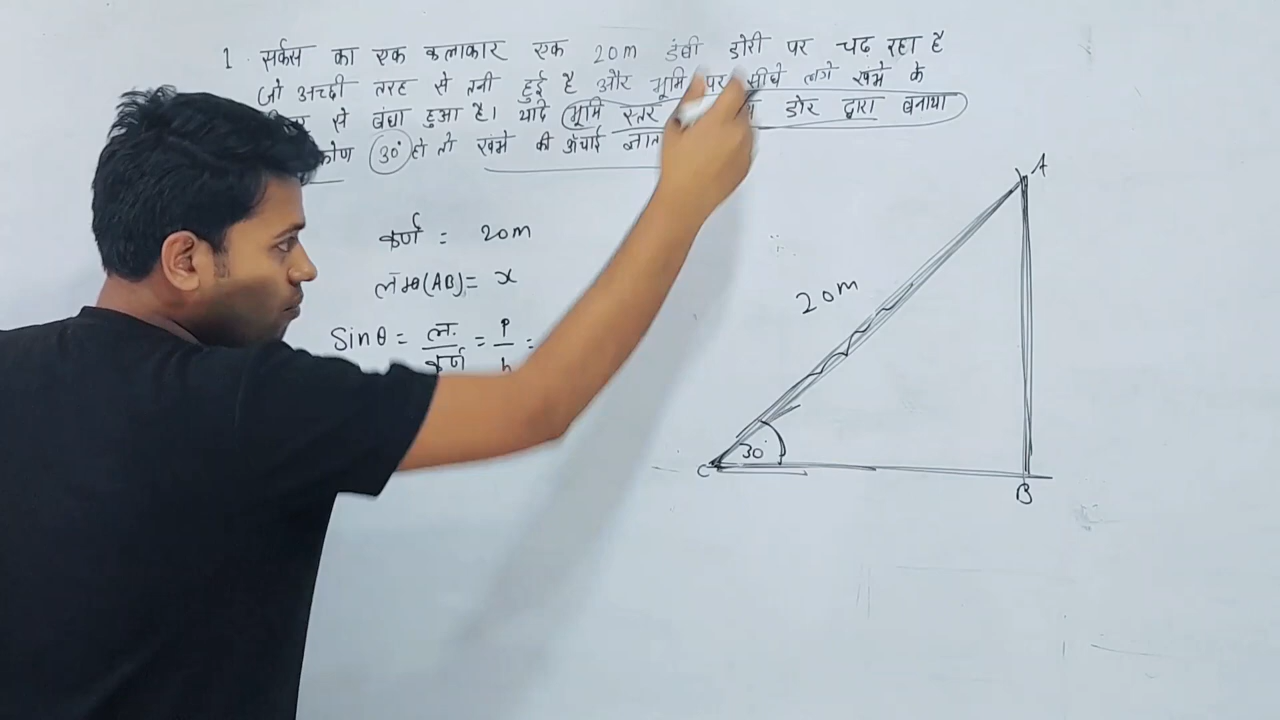 1. सर्कस का एक कलाकार एक 20m डंबी डोरी पर चढ रहा है
जो अच्छी तरह से तनी हुई है और भूमि पर सीधे लगे खंभे के
से बंधा हुआ है। यदि भूमि स्तर डोर द्वारा बनाया
कोण 30° हो तो खंभे की ऊंचाई ज्ञात
कर्ण = 20m
लम्ब(AB)= x
Sinθ = ल. / कर्ण = P / h =
A
20m
30°
C
B